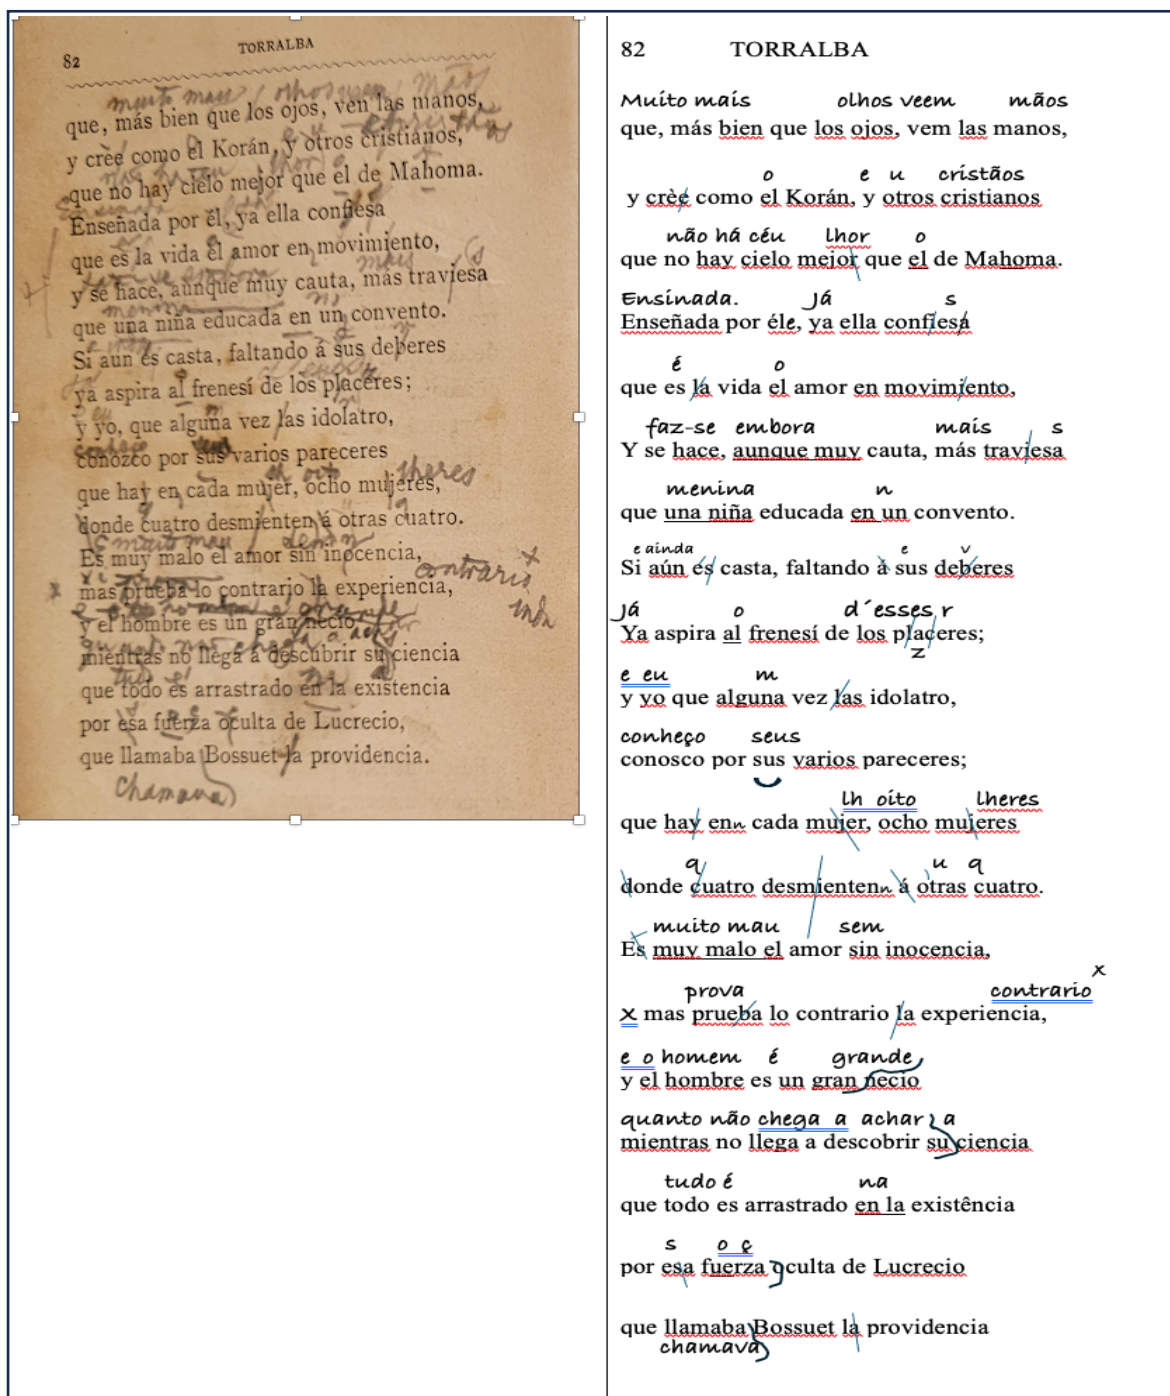 82 TORRALBA
que, más bien que los ojos, ven las manos,
y crèé como el Korán, y otros cristianos,
que no hay cielo mejor que el de Mahoma.
Enseñada por él, ya ella confiesa
que es la vida el amor en movimiento,
y se hace, aunque muy cauta, más traviesa
que una niña educada en un convento.
Si aun és casta, faltando á sus deberes
ya aspira al frenesí de los placeres;
y yo, que alguna vez las idolatro,
conozco por sus varios pareceres
que hay en cada mujer, ocho mujeres,
donde cuatro desmienten á otras cuatro.
Es muy malo el amor sin inocencia,
mas prueba lo contrario la experiencia,
contrario
y el hombre es un gran necio,
mientras no llega á descubrir su ciencia
que todo es arrastrado en la existencia
por esa fuerza oculta de Lucrecio,
que llamaba Bossuet la providencia.
chamava
82 TORRALBA
Muito mais olhos veem mãos
que, más bien que los ojos, vem las manos,
o e u cristãos
y crèe como el Korán, y otros cristianos
não há céu lhor o
que no hay cielo mejor que el de Mahoma.
Ensinada. Já s
Enseñada por éle, ya ella confiesa
é o
que es la vida el amor en movimiento,
faz-se embora mais s
Y se hace, aunque muy cauta, más traviesa
menina n
que una niña educada en un convento.
e ainda e v
Si aún és casta, faltando à sus deberes
Já o d´esses r
Ya aspira al frenesí de los placeres;
z
e eu m
y yo que alguna vez las idolatro,
conheço seus
conosco por sus varios pareceres;
lh oito lheres
que hay enn cada mujer, ocho mujeres
q u q
donde cuatro desmientenn á otras cuatro.
muito mau sem
Es muy malo el amor sin inocencia,
prova contrario x
x mas prueba lo contrario la experiencia,
e o homem é grande
y el hombre es un gran necio
quanto não chega a achar a
mientras no llega a descobrir su ciencia
tudo é na
que todo es arrastrado en la existência
s o ç
por esa fuerza oculta de Lucrecio
que llamaba Bossuet la providencia
chamava